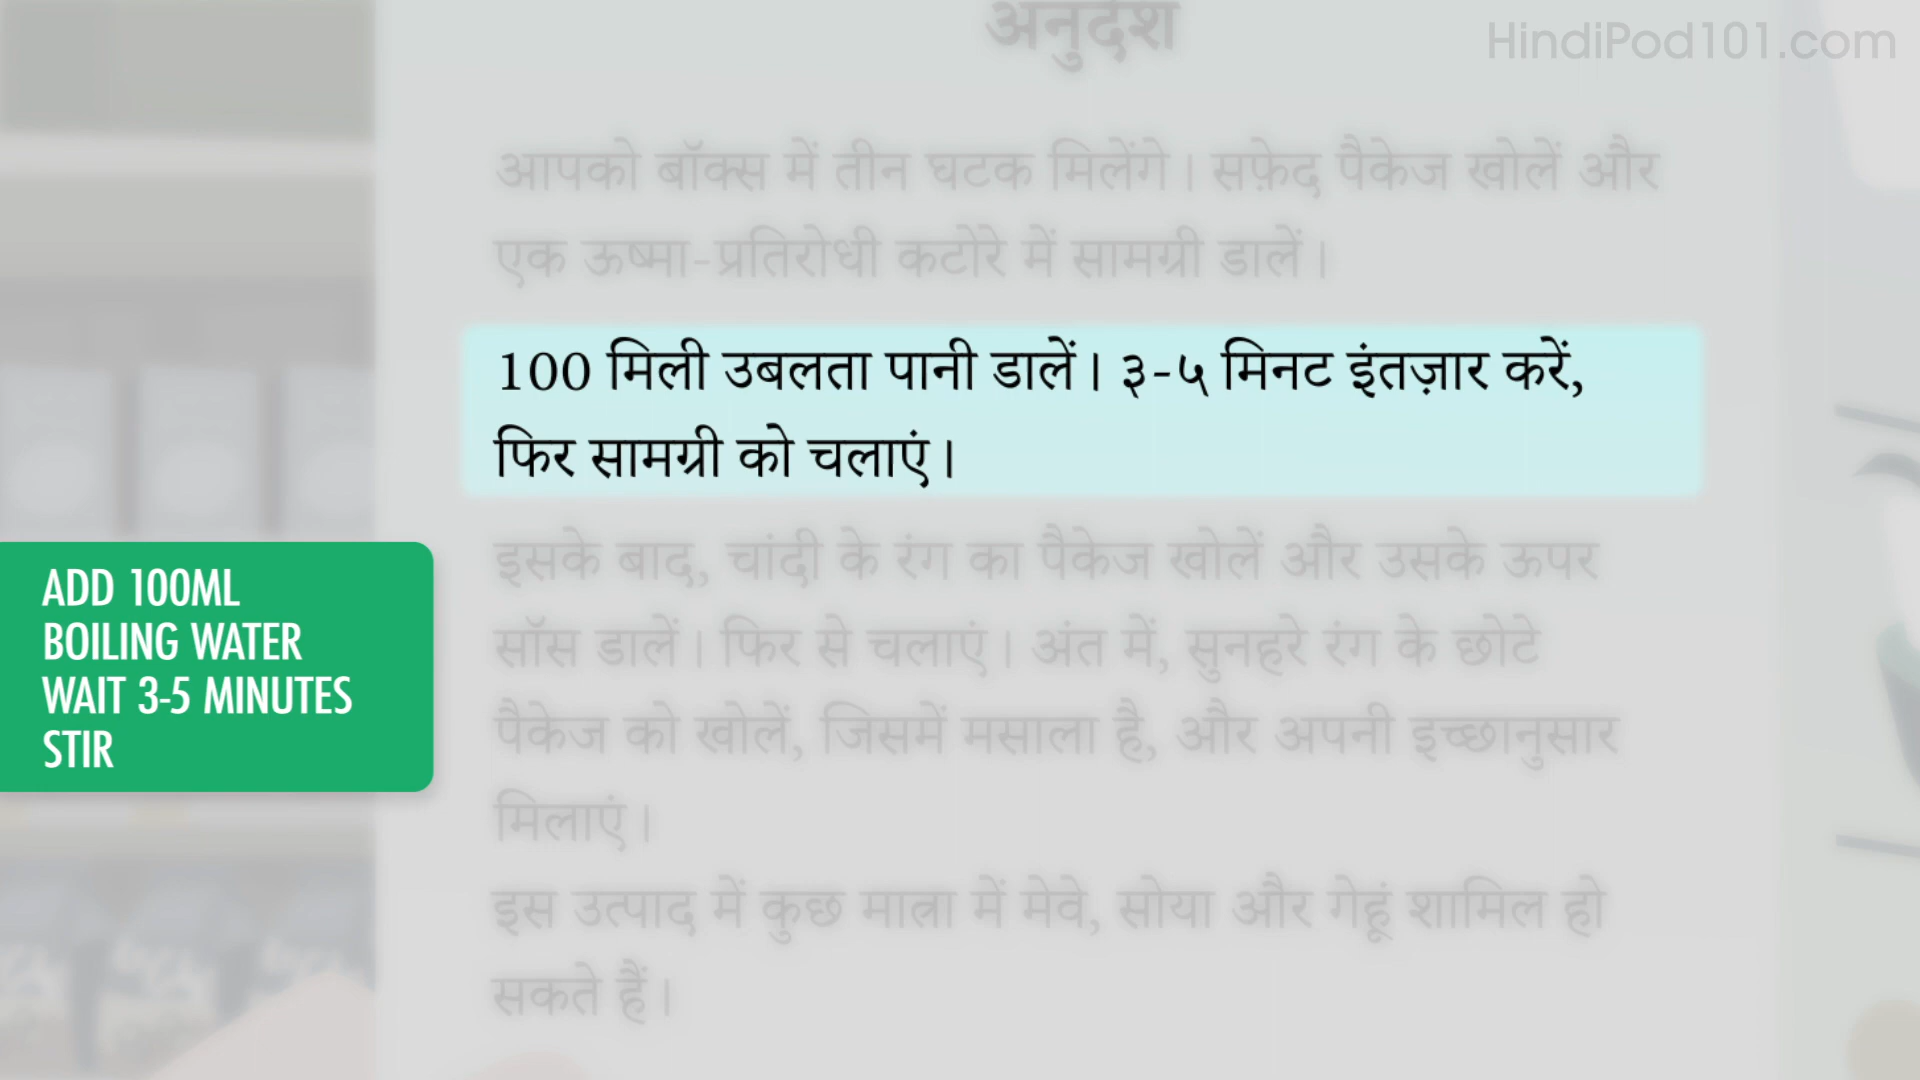 अनुदेश
HindiPod101.com
आपको बॉक्स में तीन घटक मिलेंगे। सफ़ेद पैकेज खोलें और
एक ऊष्मा-प्रतिरोधी कटोरे में सामग्री डालें।
100 मिली उबलता पानी डालें। ३-५ मिनट इंतज़ार करें,
फिर सामग्री को चलाएं।
इसके बाद, चांदी के रंग का पैकेज खोलें और उसके ऊपर
सॉस डालें। फिर से चलाएं। अंत में, सुनहरे रंग के छोटे
पैकेज को खोलें, जिसमें मसाला है, और अपनी इच्छानुसार
मिलाएं।
इस उत्पाद में कुछ मात्रा में मेवे, सोया और गेहूं शामिल हो
सकते हैं।
ADD 100ML
BOILING WATER
WAIT 3-5 MINUTES
STIR